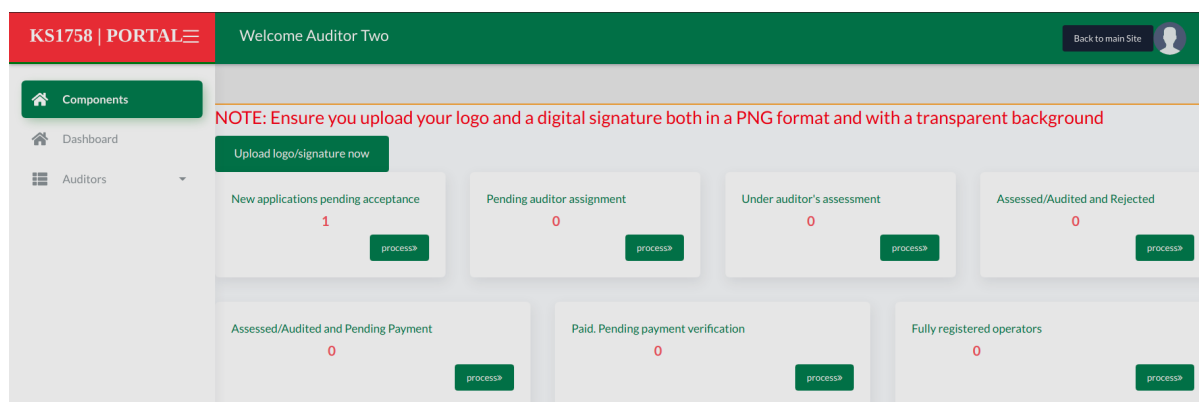 KS1758 | PORTAL
Welcome Auditor Two
Back to main Site
Components
Dashboard
Auditors
NOTE: Ensure you upload your logo and a digital signature both in a PNG format and with a transparent background
Upload logo/signature now
New applications pending acceptance
1
process»
Pending auditor assignment
0
process»
Under auditor's assessment
0
process»
Assessed/Audited and Rejected
0
process»
Assessed/Audited and Pending Payment
0
process»
Paid. Pending payment verification
0
process»
Fully registered operators
0
process»